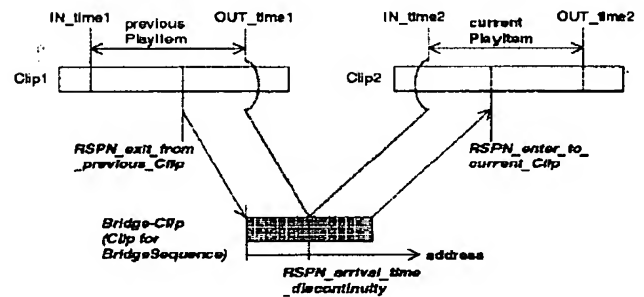 IN_time1
previous
PlayItem
OUT_time1
IN_time2
current
PlayItem
OUT_time2
Clip1
Clip2
RSPN_exit_from
_previous_Clip
RSPN_enter_to_
current_Clip
Bridge-Clip
(Clip for
BridgeSequence)
address
RSPN_arrival_time
_discontinuity